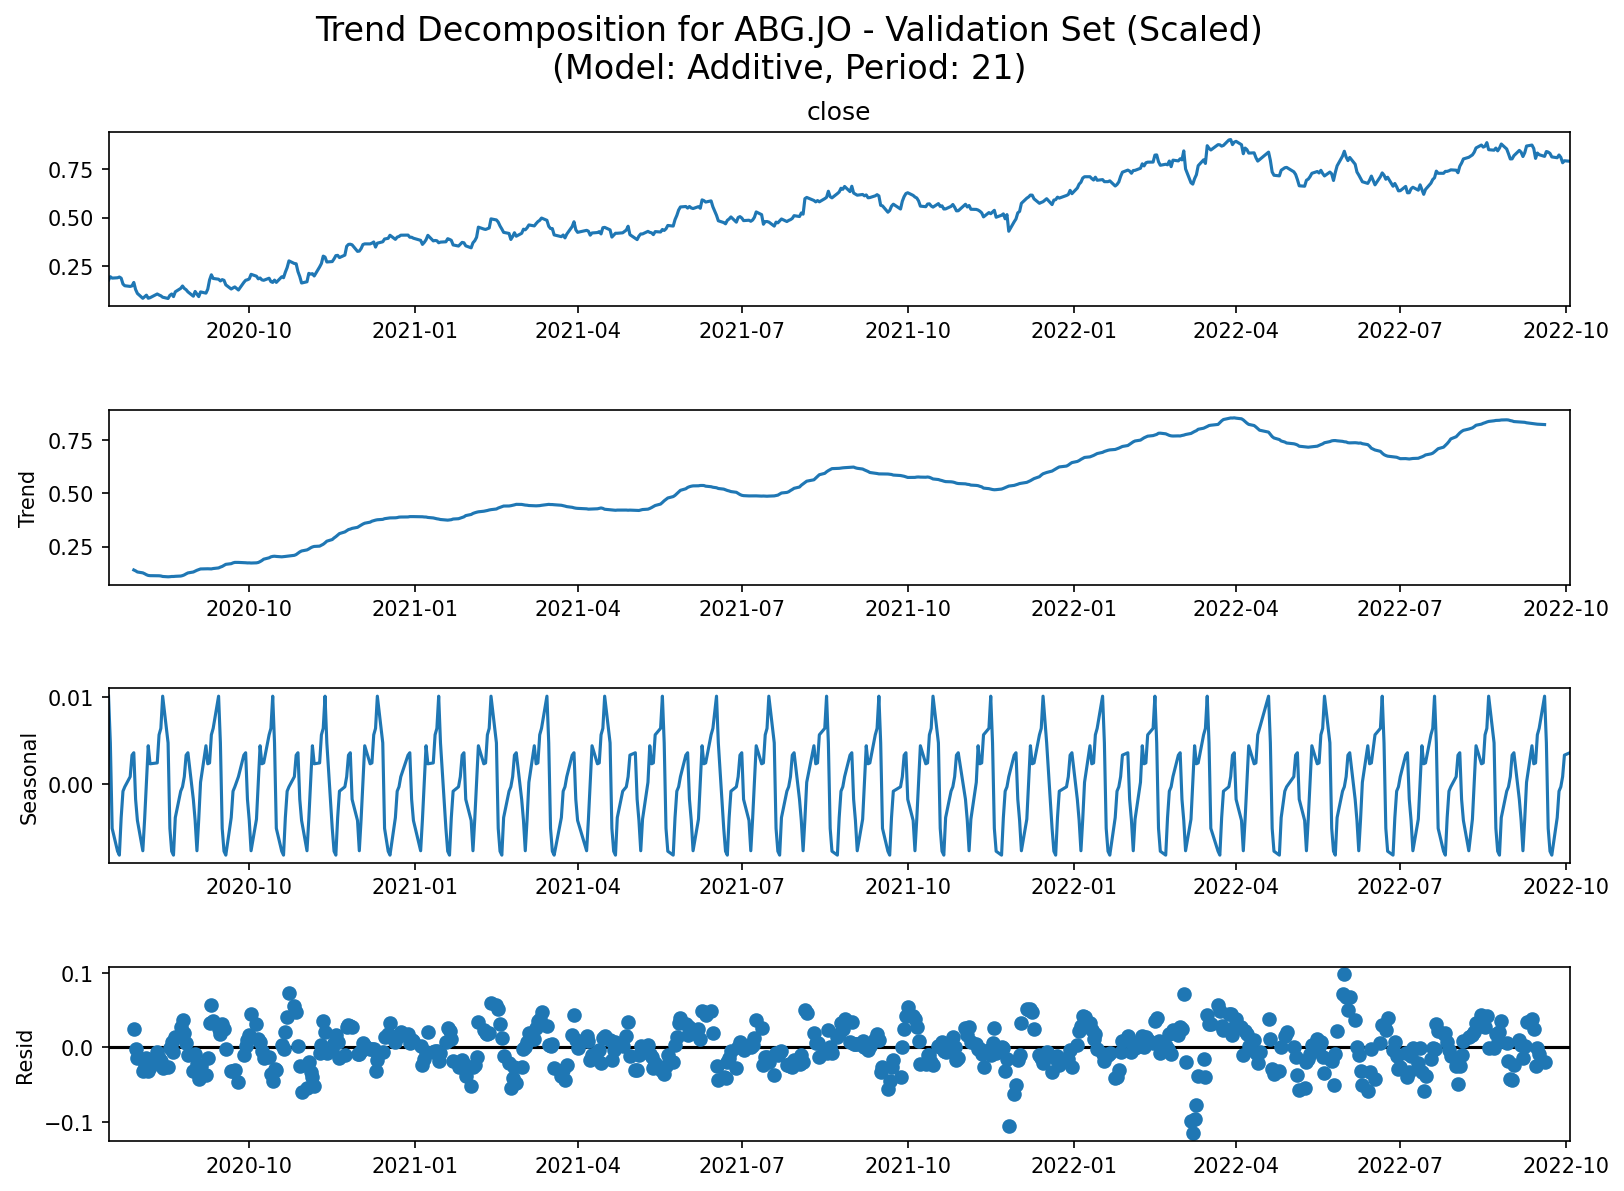 Trend Decomposition for ABG.JO - Validation Set (Scaled)
(Model: Additive, Period: 21)
close
0.75
0.50
0.25
2020-10 2021-01 2021-04 2021-07 2021-10 2022-01 2022-04 2022-07 2022-10
Trend
0.75
0.50
0.25
2020-10 2021-01 2021-04 2021-07 2021-10 2022-01 2022-04 2022-07 2022-10
Seasonal
0.01
0.00
2020-10 2021-01 2021-04 2021-07 2021-10 2022-01 2022-04 2022-07 2022-10
Resid
0.1
0.0
−0.1
2020-10 2021-01 2021-04 2021-07 2021-10 2022-01 2022-04 2022-07 2022-10